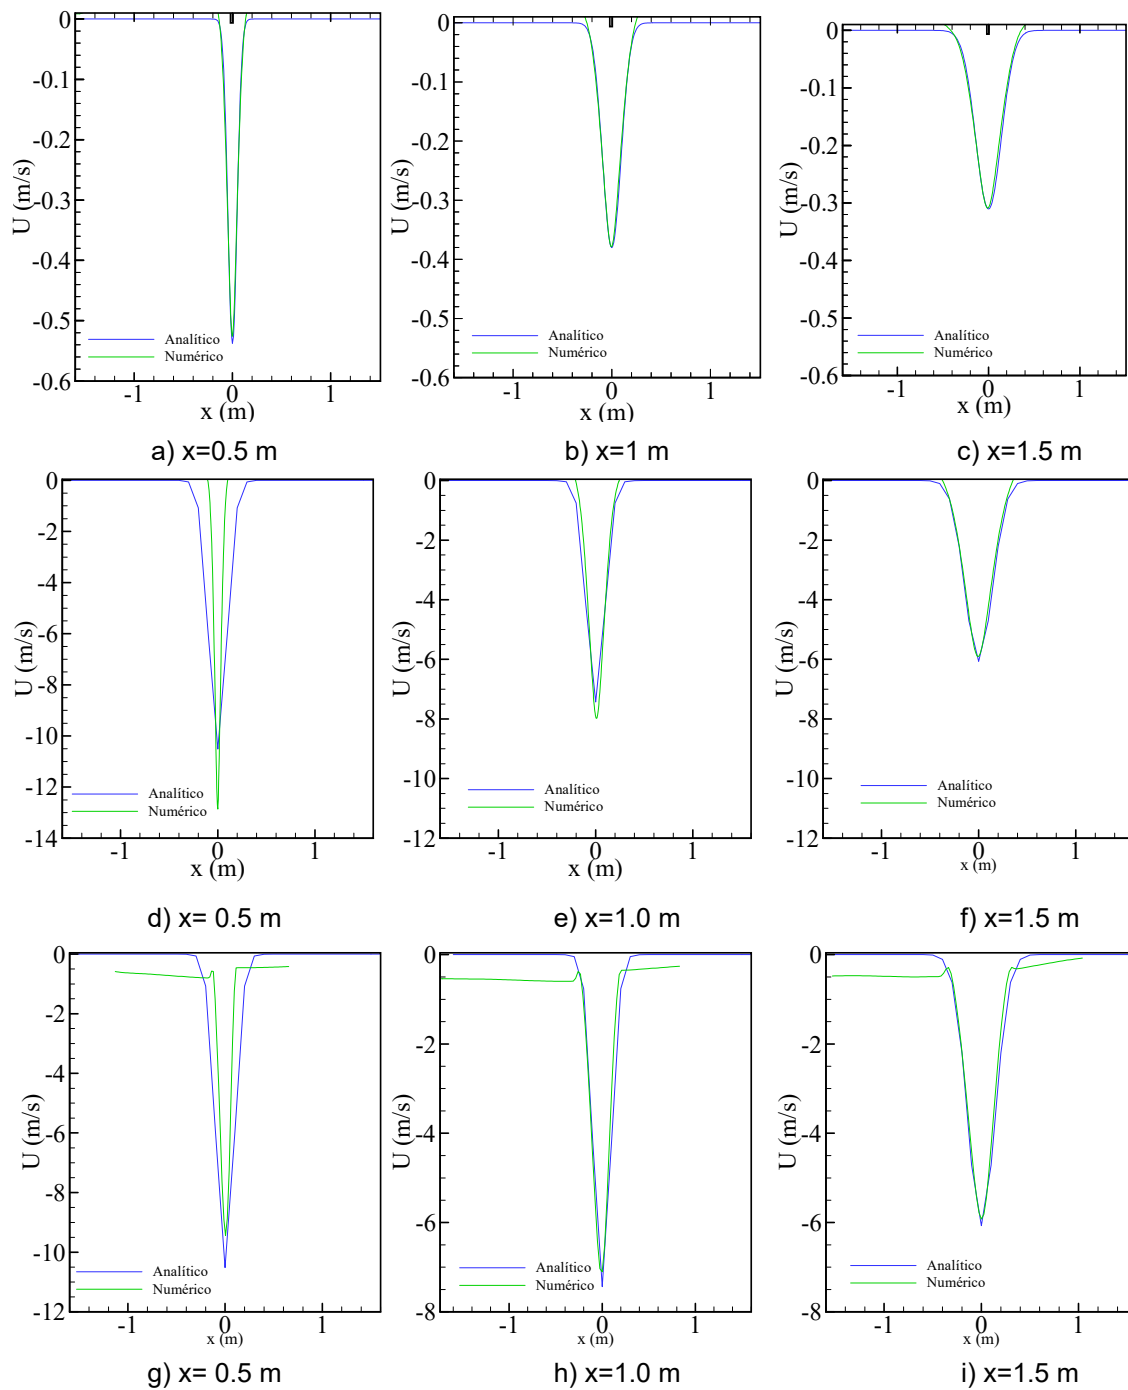 0
-0.1
-0.2
-0.3
-0.4
-0.5
-0.6
U (m/s)
Analítico
Numérico
-1 0 1
x (m)
a) x=0.5 m
0
-0.1
-0.2
-0.3
-0.4
-0.5
-0.6
U (m/s)
Analítico
Numérico
-1 0 1
x (m)
b) x=1 m
0
-0.1
-0.2
-0.3
-0.4
-0.5
-0.6
U (m/s)
Analítico
Numérico
-1 0 1
x (m)
c) x=1.5 m
0
-2
-4
-6
-8
-10
-12
-14
U (m/s)
Analítico
Numérico
-1 0 1
x (m)
d) x= 0.5 m
0
-2
-4
-6
-8
-10
-12
U (m/s)
Analítico
Numérico
-1 0 1
x (m)
e) x=1.0 m
0
-2
-4
-6
-8
-10
-12
U (m/s)
Analítico
Numérico
-1 0 1
x (m)
f) x=1.5 m
0
-2
-4
-6
-8
-10
-12
U (m/s)
Analítico
Numérico
-1 0 1
x (m)
g) x= 0.5 m
0
-2
-4
-6
-8
U (m/s)
Analítico
Numérico
-1 0 1
x (m)
h) x=1.0 m
0
-2
-4
-6
-8
U (m/s)
Analítico
Numérico
-1 0 1
x (m)
i) x=1.5 m